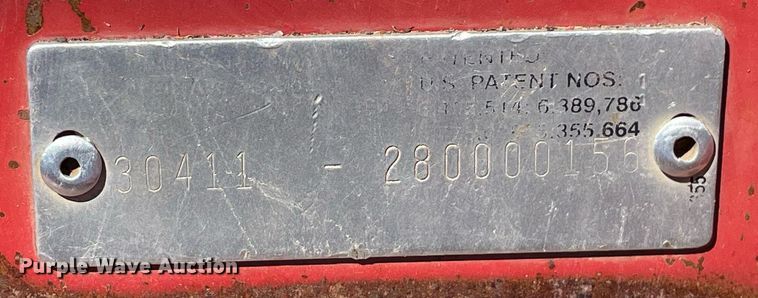 U.S. PATENT NOS.
6,389,786
355,664
30411 - 280000156
Purple Wave Auction